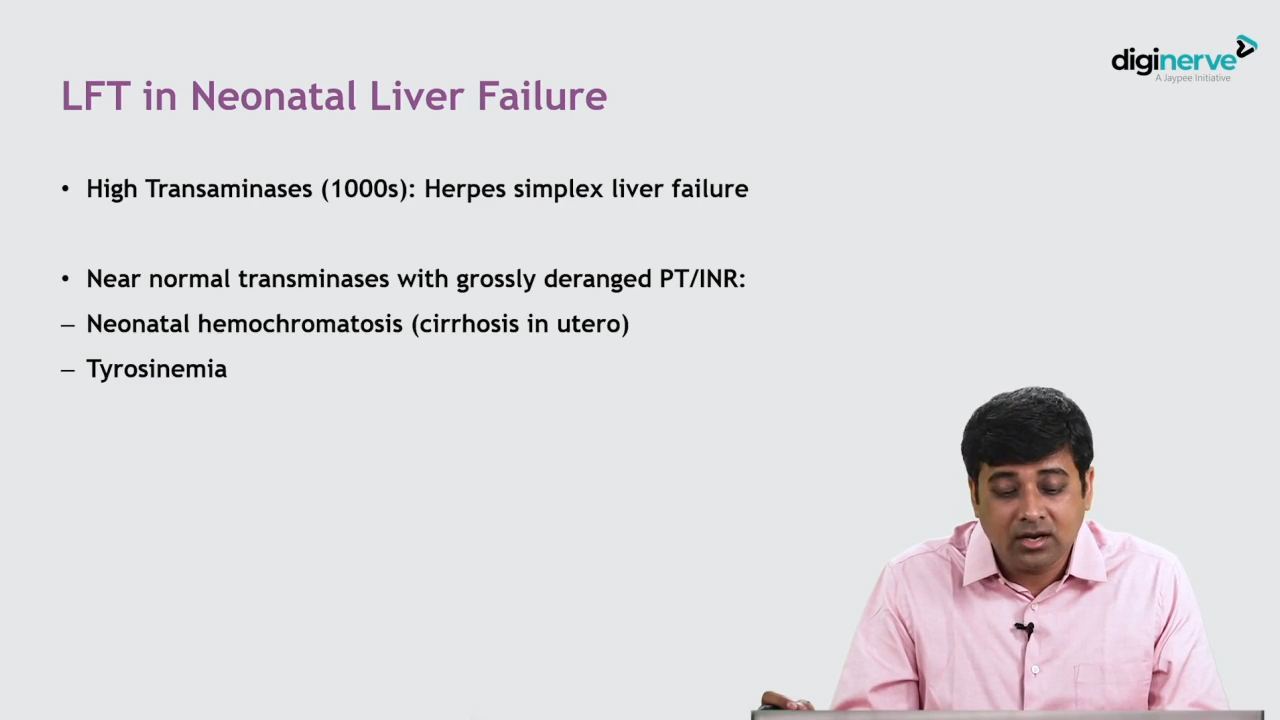 diginerve
A Jaypee Initiative
LFT in Neonatal Liver Failure
• High Transaminases (1000s): Herpes simplex liver failure
• Near normal transminases with grossly deranged PT/INR:
– Neonatal hemochromatosis (cirrhosis in utero)
– Tyrosinemia